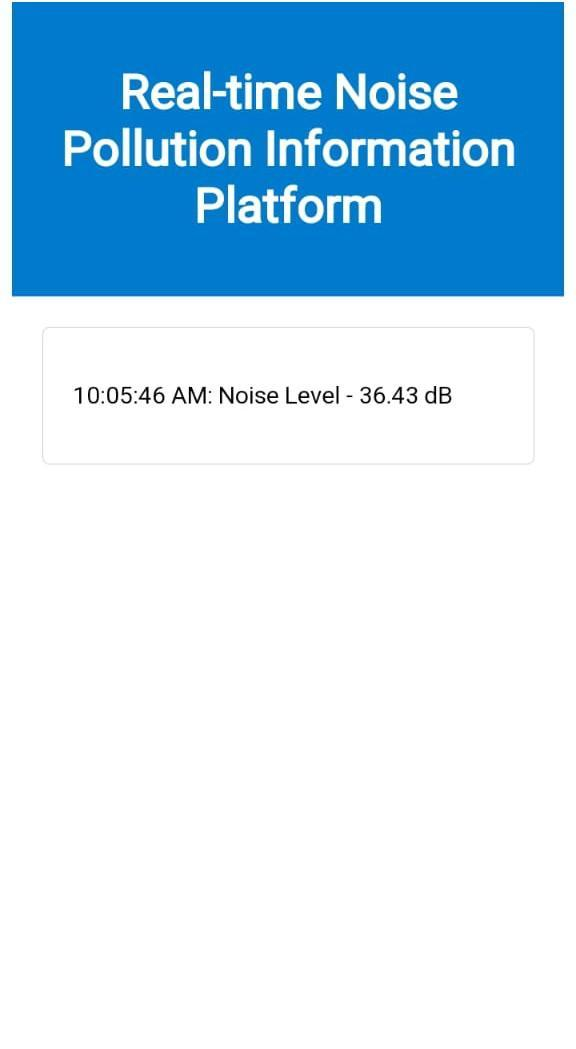 Real-time Noise
Pollution Information
Platform
10:05:46 AM: Noise Level - 36.43 dB